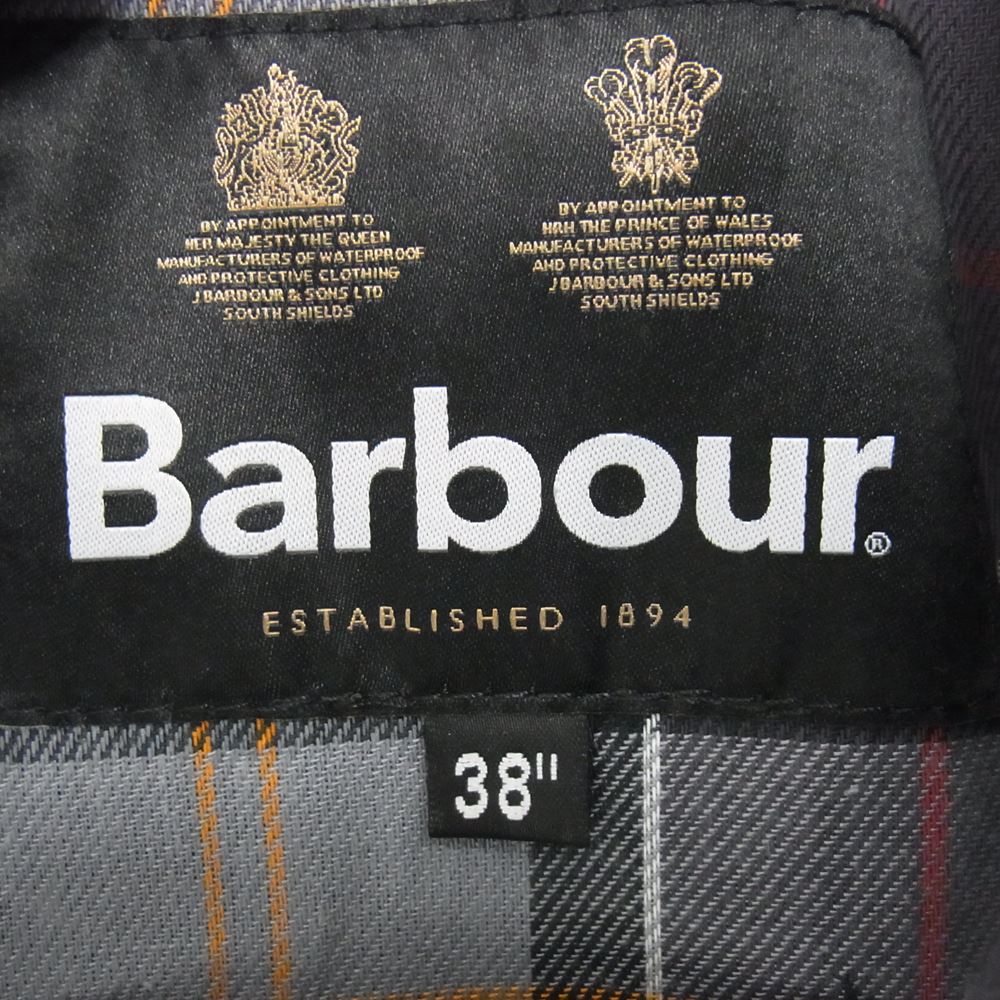 BY APPOINTMENT TO
HER MAJESTY THE QUEEN
MANUFACTURERS OF WATERPROOF
AND PROTECTIVE CLOTHING
J BARBOUR & SONS LTD
SOUTH SHIELDS
BY APPOINTMENT TO
HRH THE PRINCE OF WALES
MANUFACTURERS OF WATERPROOF
AND PROTECTIVE CLOTHING
J BARBOUR & SONS LTD
SOUTH SHIELDS
Barbour®
ESTABLISHED 1894
38"